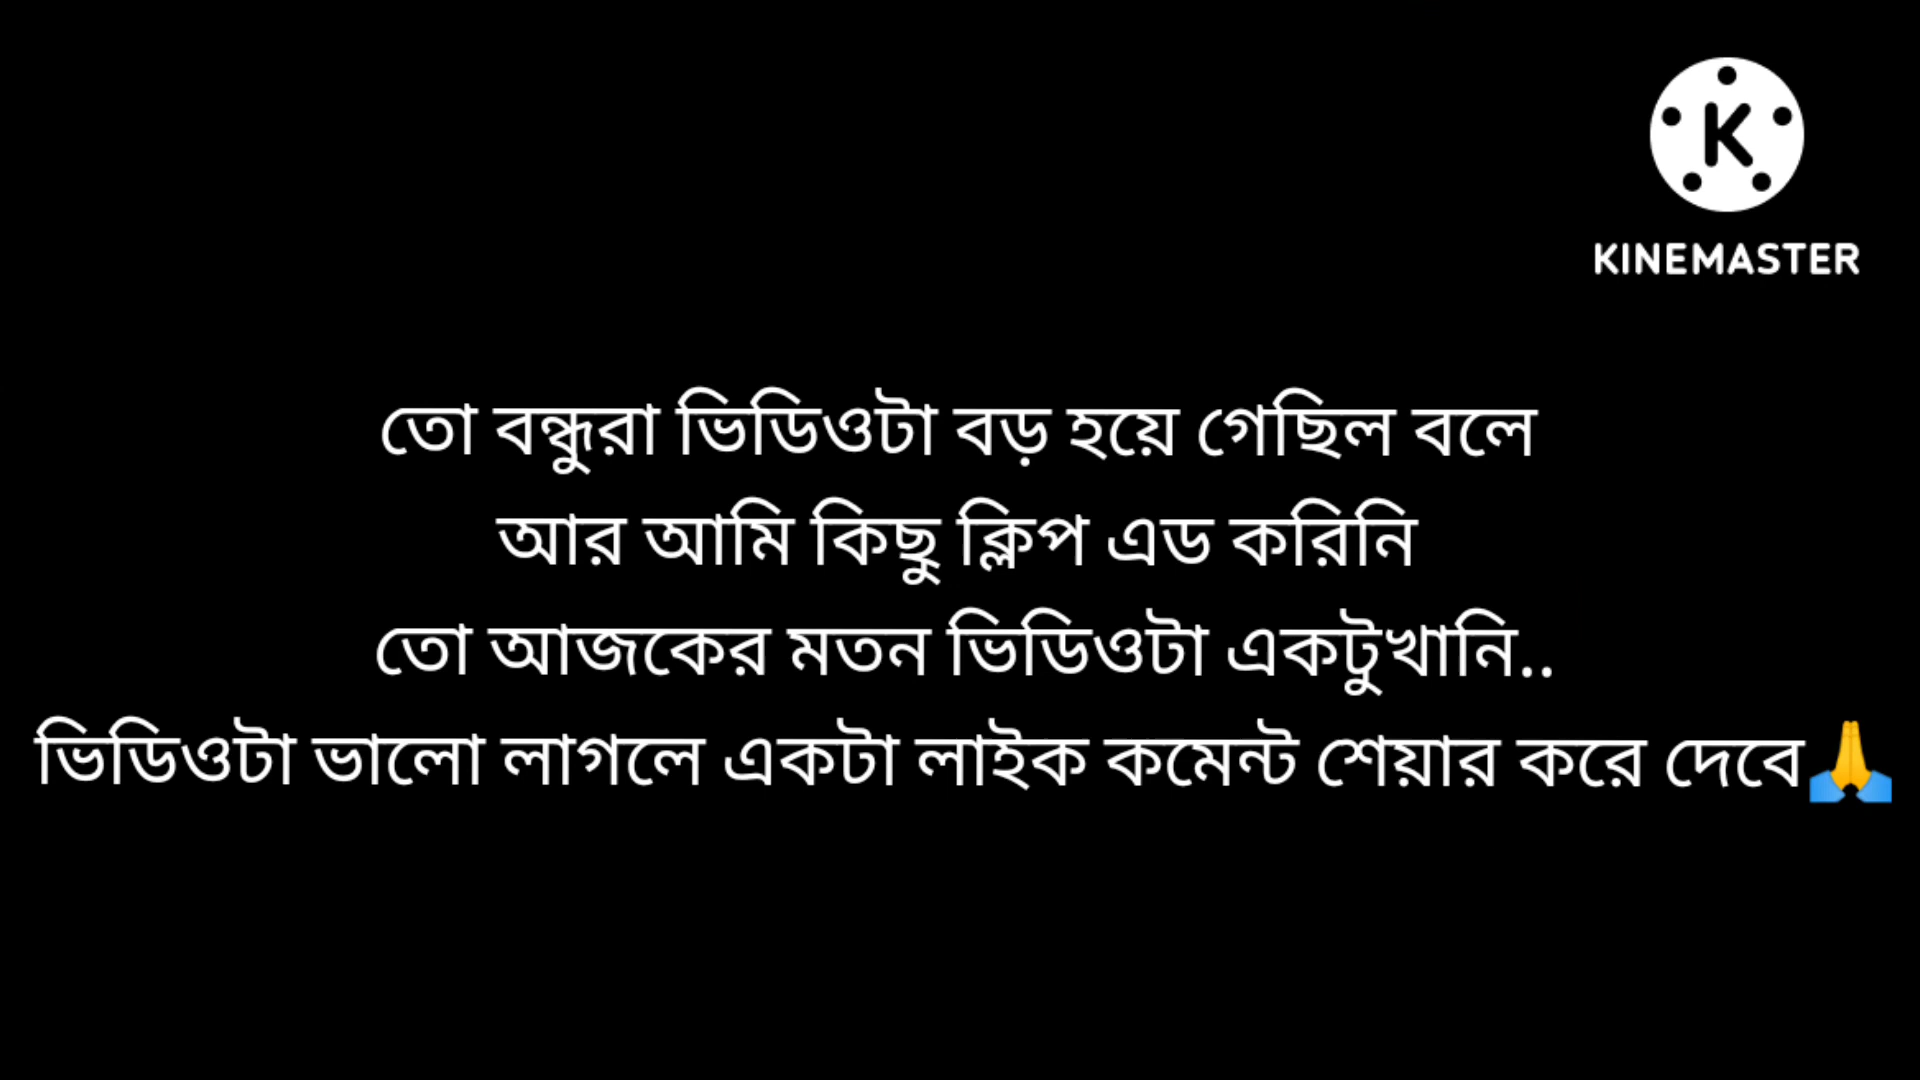 KINEMASTER
তো বন্ধুরা ভিডিওটা বড় হয়ে গেছিল বলে
আর আমি কিছু ক্লিপ এড করিনি
তো আজকের মতন ভিডিওটা একটুখানি..
ভিডিওটা ভালো লাগলে একটা লাইক কমেন্ট শেয়ার করে দেবে🙏